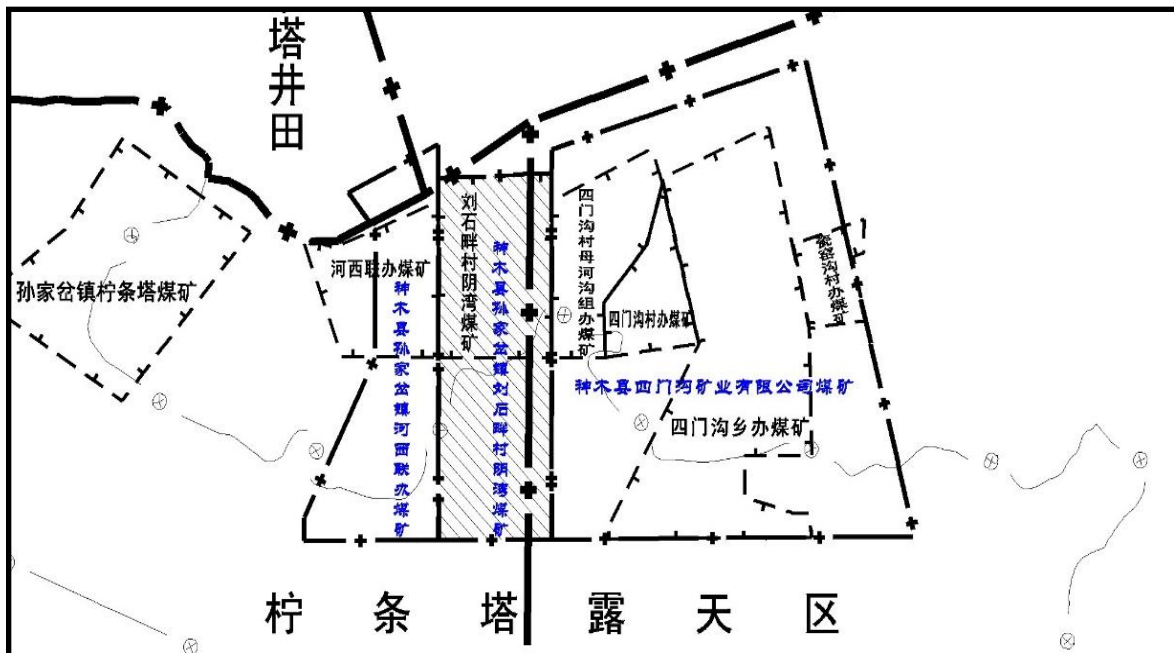 塔井田
孙家岔镇柠条塔煤矿
河西联办煤矿
神木县孙家岔镇河西联办煤矿
刘石畔村阴湾煤矿
神木县孙家岔镇刘石畔村阴湾煤矿
四门沟村母河沟组办煤矿
四门沟村办煤矿
瓷窑沟村办煤矿
神木县四门沟矿业有限公司煤矿
四门沟乡办煤矿
柠条塔露天区